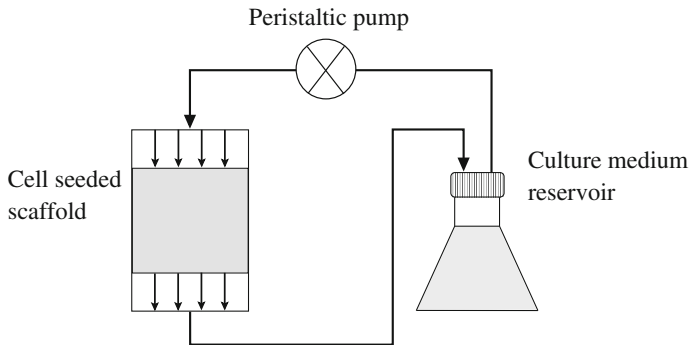 Peristaltic pump
Cell seeded
scaffold
Culture medium
reservoir